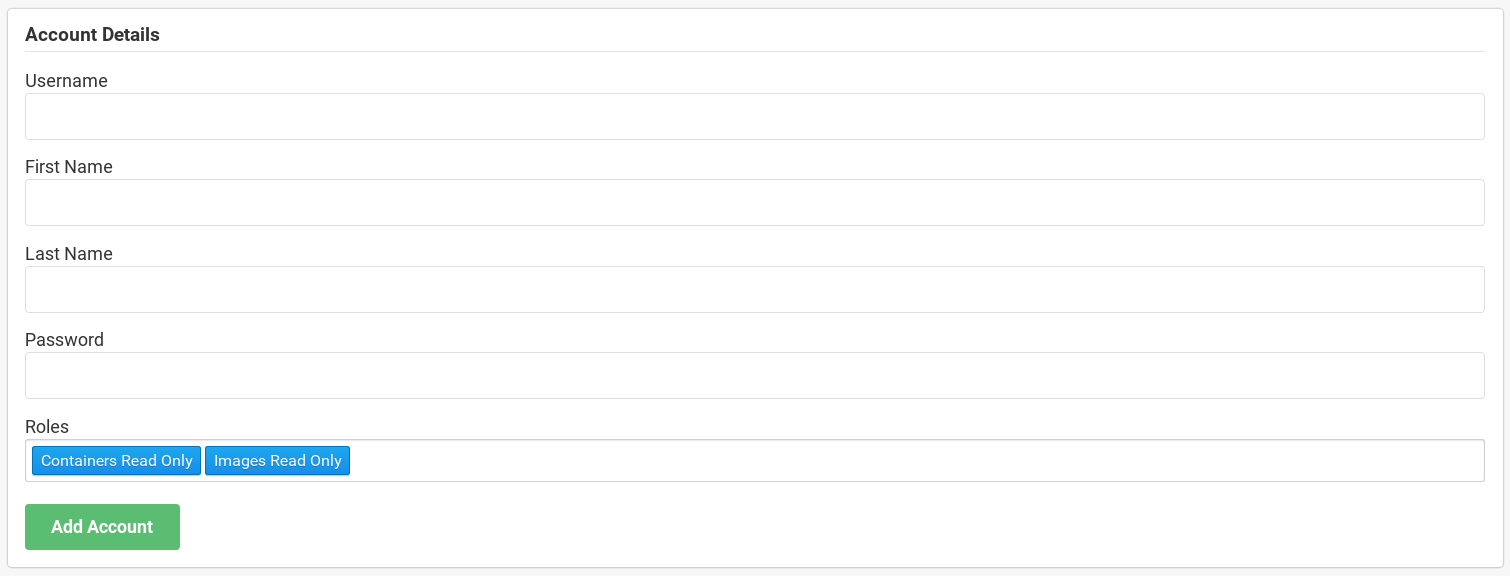 Account Details
Username
First Name
Last Name
Password
Roles
Containers Read Only Images Read Only
Add Account